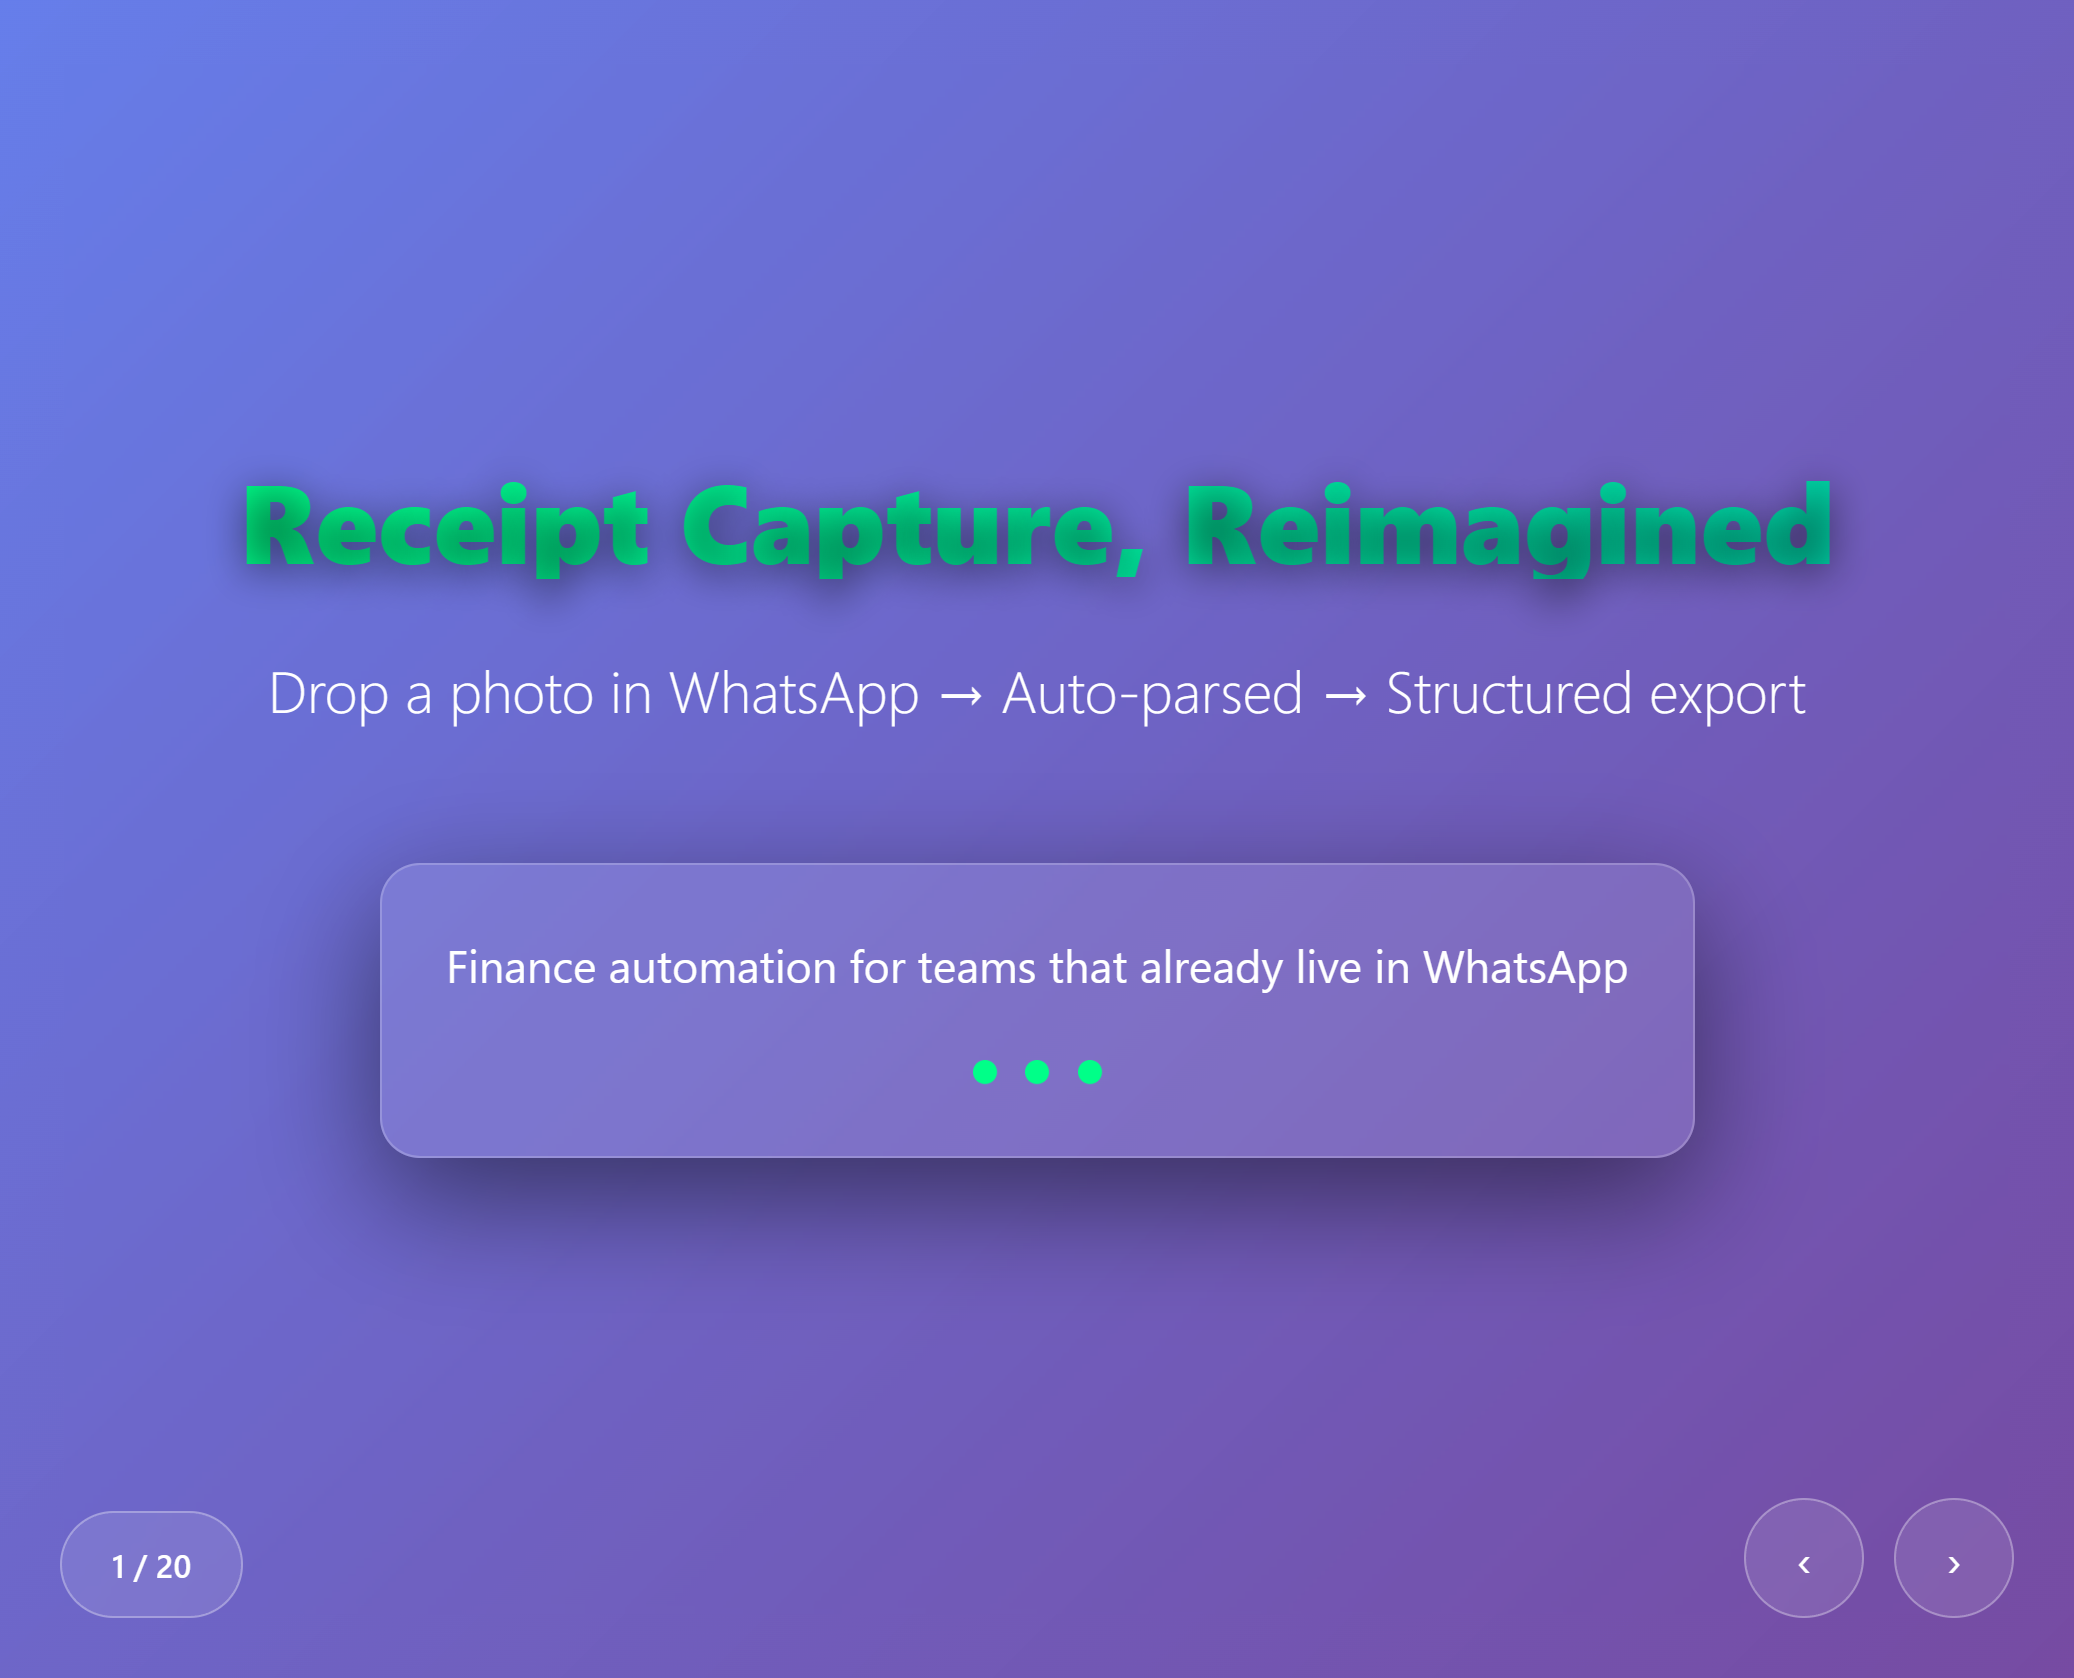 Receipt Capture, Reimagined
Drop a photo in WhatsApp → Auto-parsed → Structured export
Finance automation for teams that already live in WhatsApp
1 / 20
‹ ›